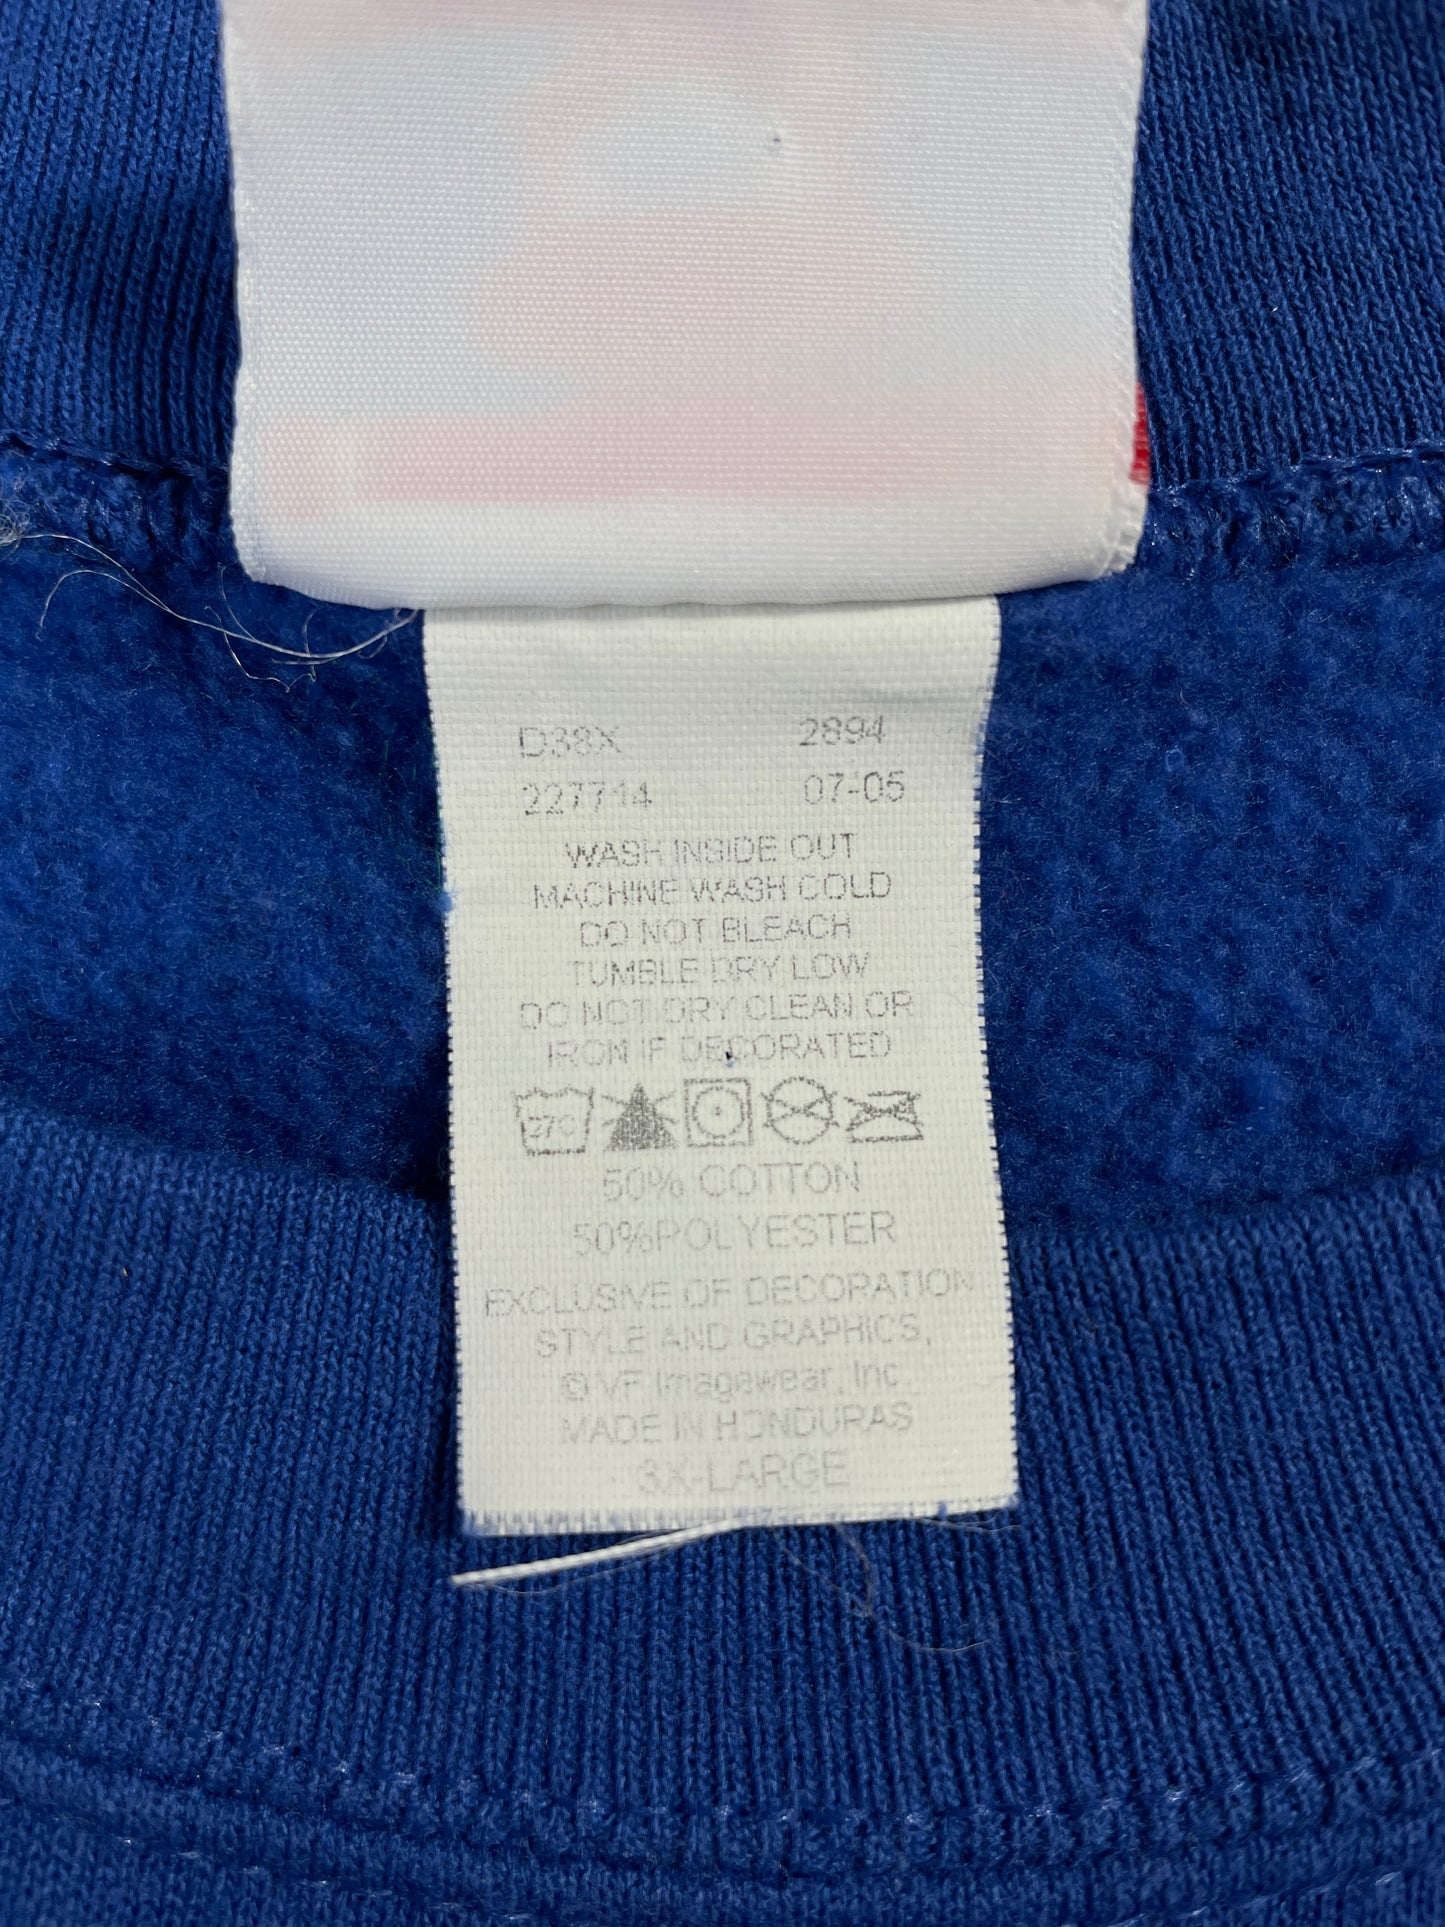 D38X 2894
227714 07-05
WASH INSIDE OUT
MACHINE WASH COLD
DO NOT BLEACH
TUMBLE DRY LOW
DO NOT DRY CLEAN OR
IRON IF DECORATED
27C
50% COTTON
50%POLYESTER
EXCLUSIVE OF DECORATION
STYLE AND GRAPHICS,
© VF Imagewear, Inc.
MADE IN HONDURAS
3X-LARGE